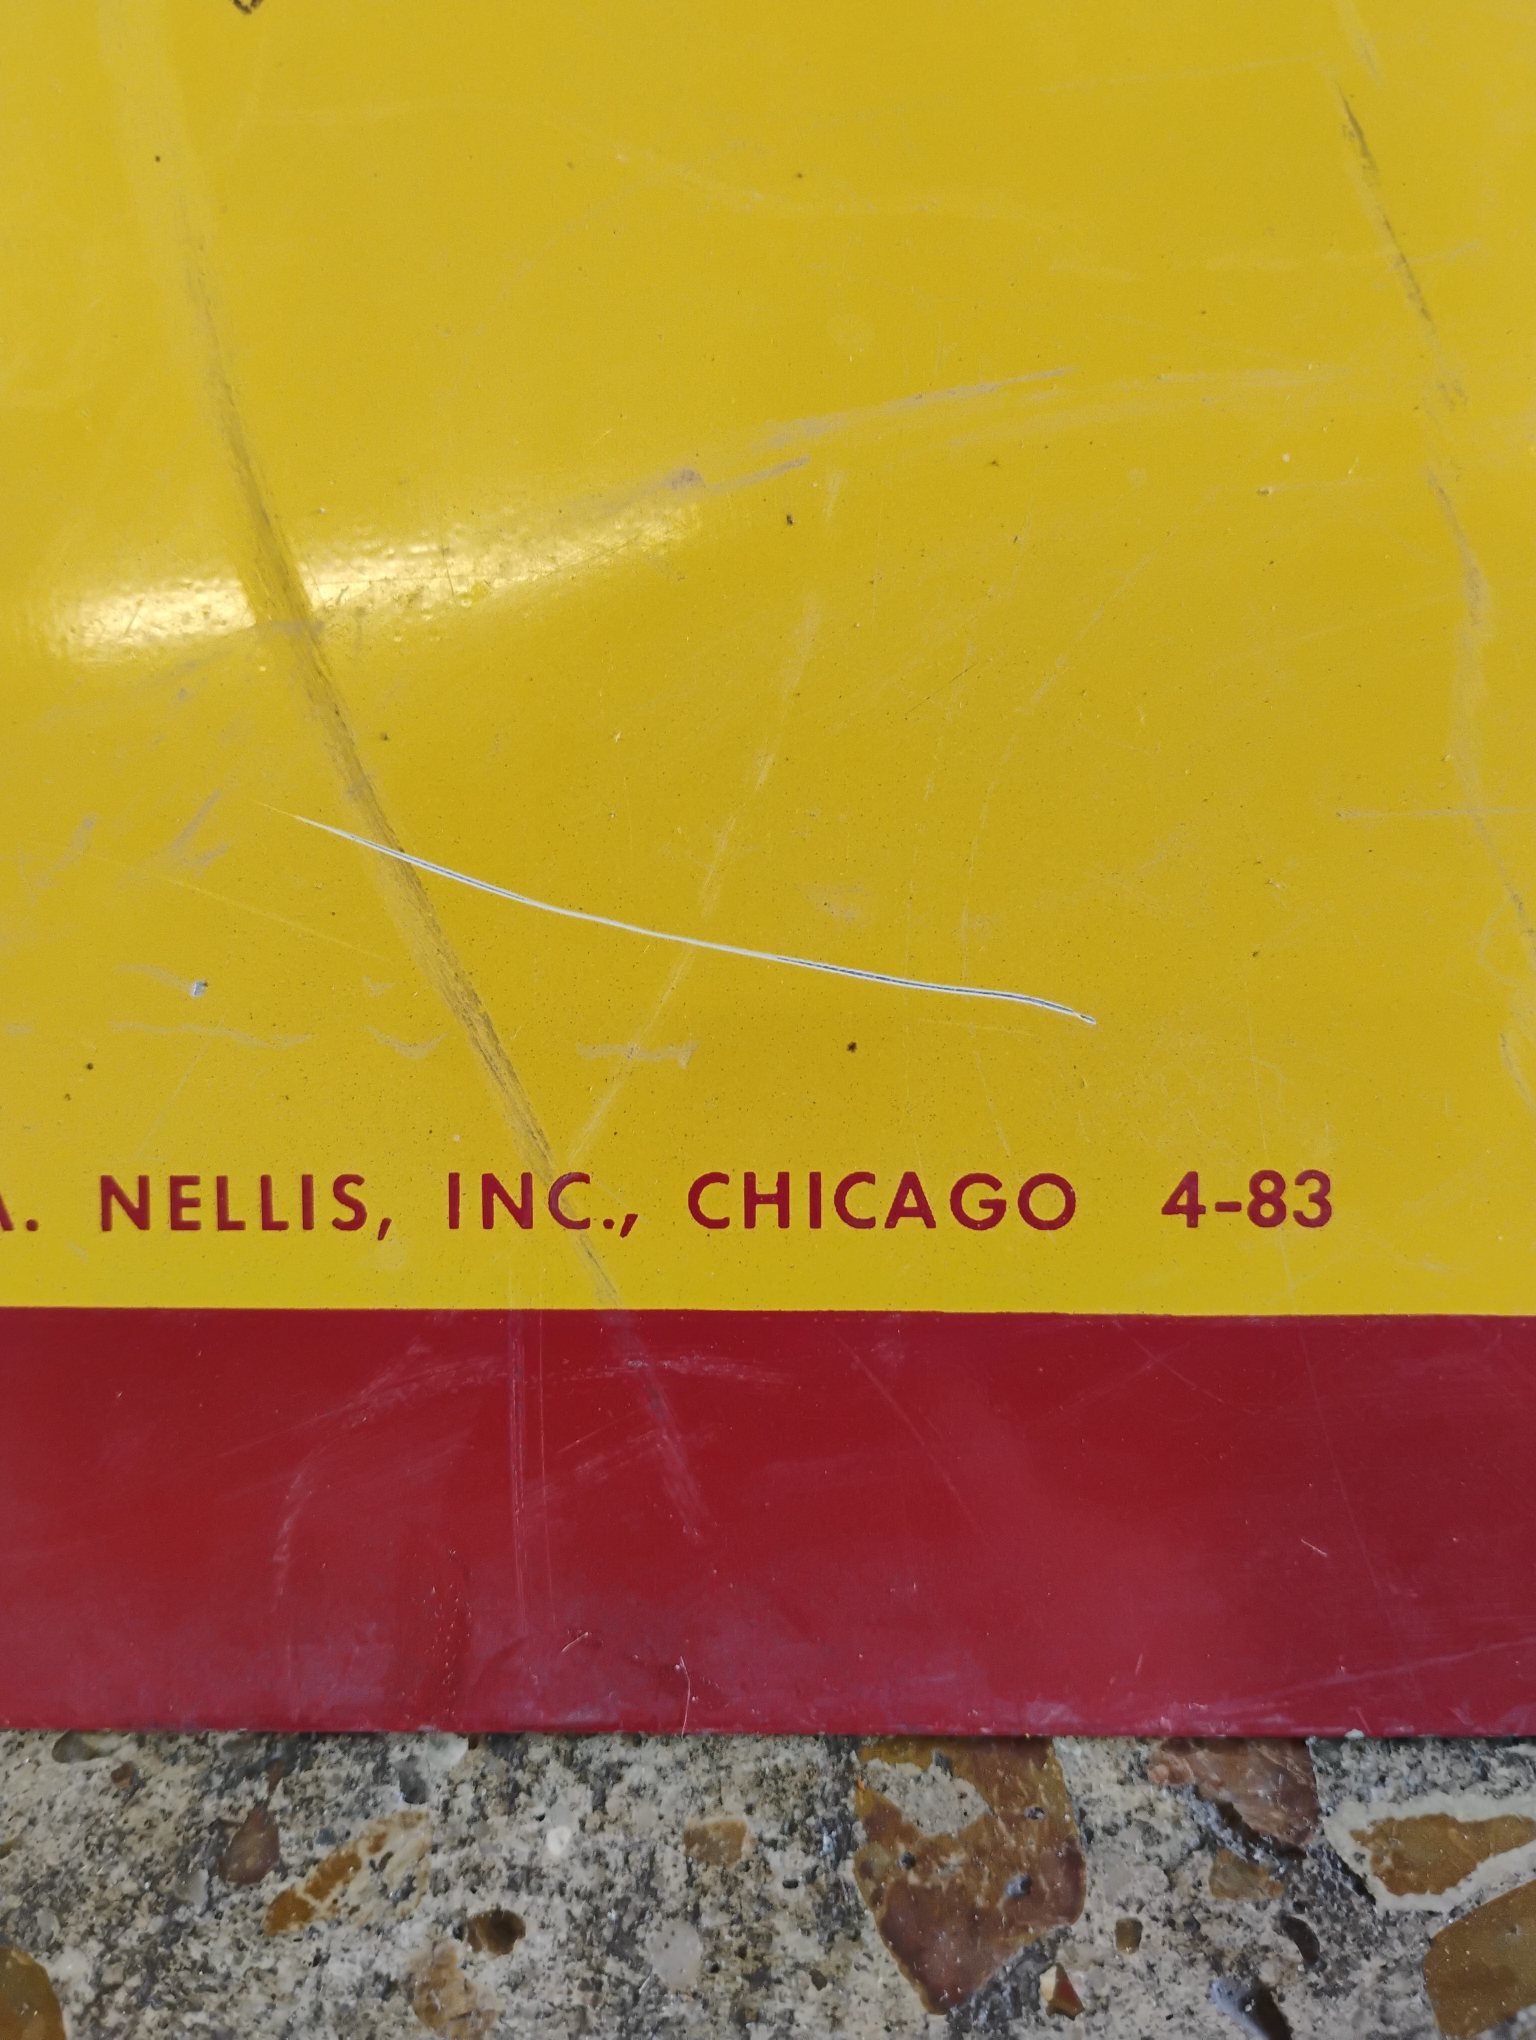 A. NELLIS, INC., CHICAGO 4-83